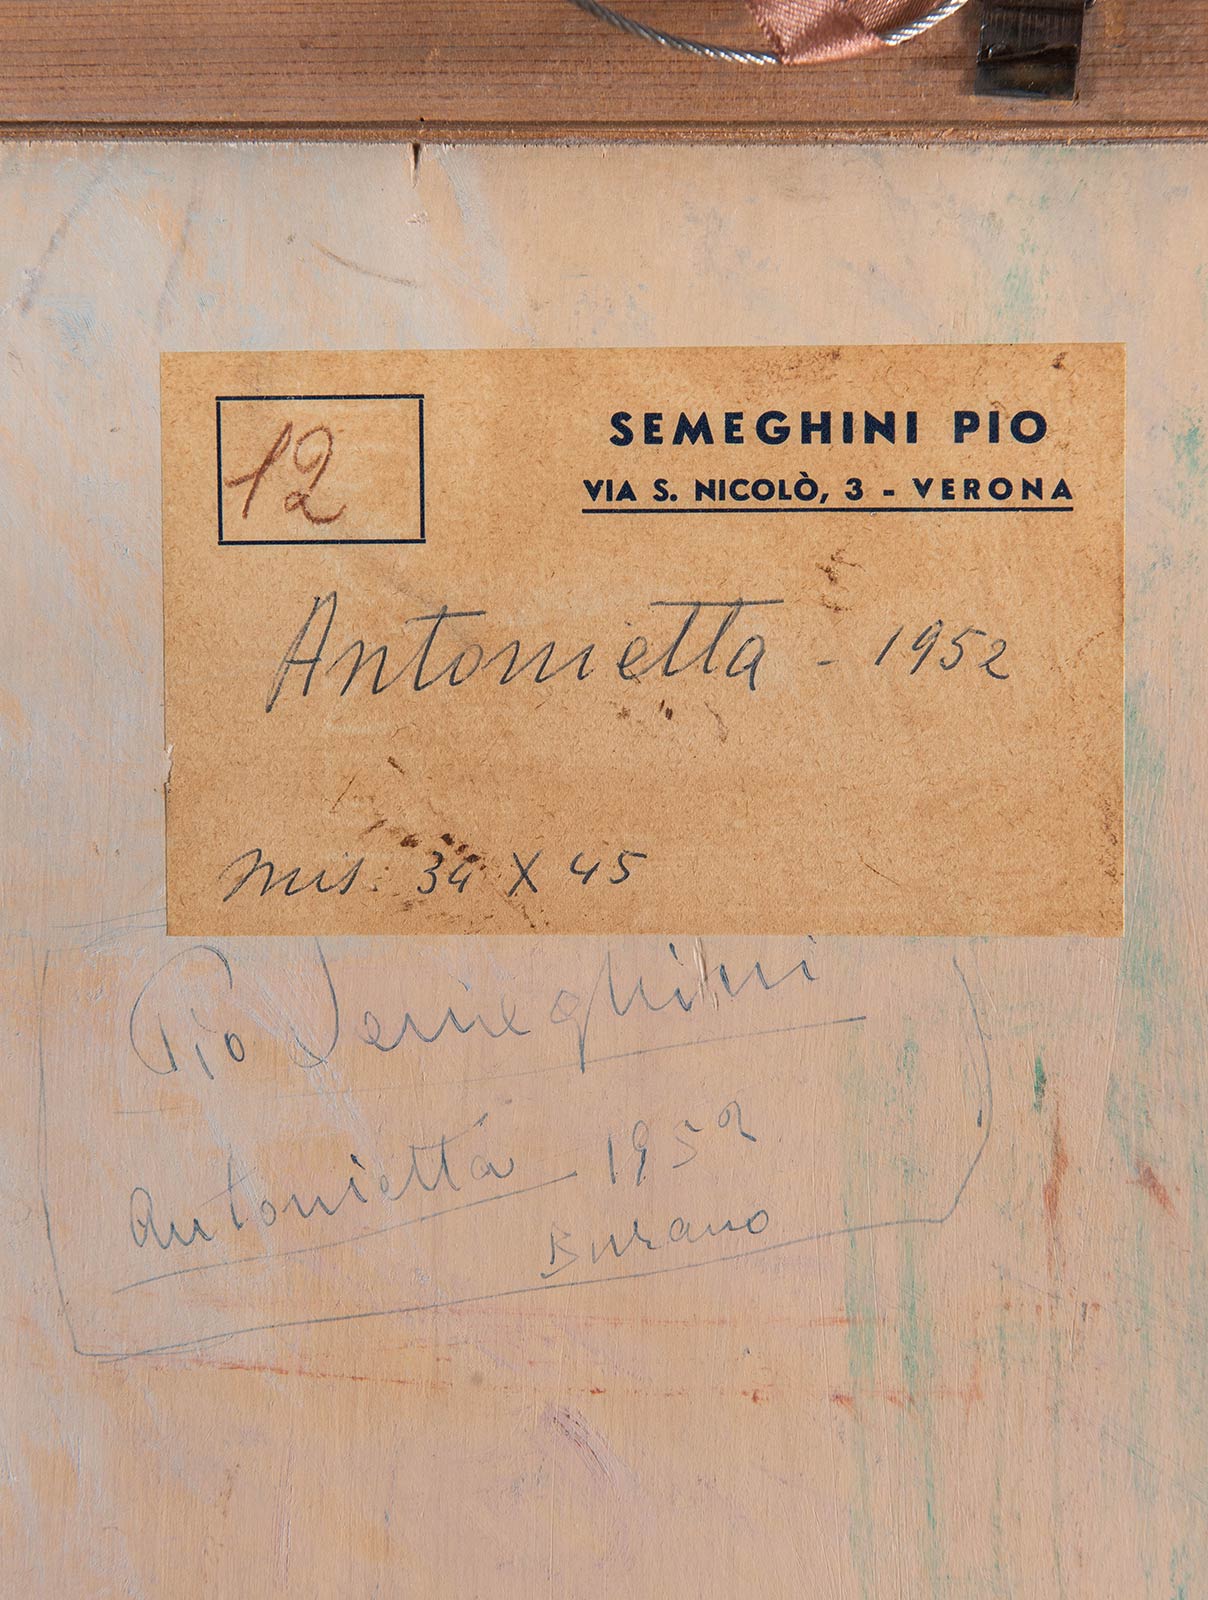 12
SEMEGHINI PIO
VIA S. NICOLÒ, 3 - VERONA
Antonietta - 1952
mis. 34 X 45
Pio Semeghini
Antonietta - 1952
Burano